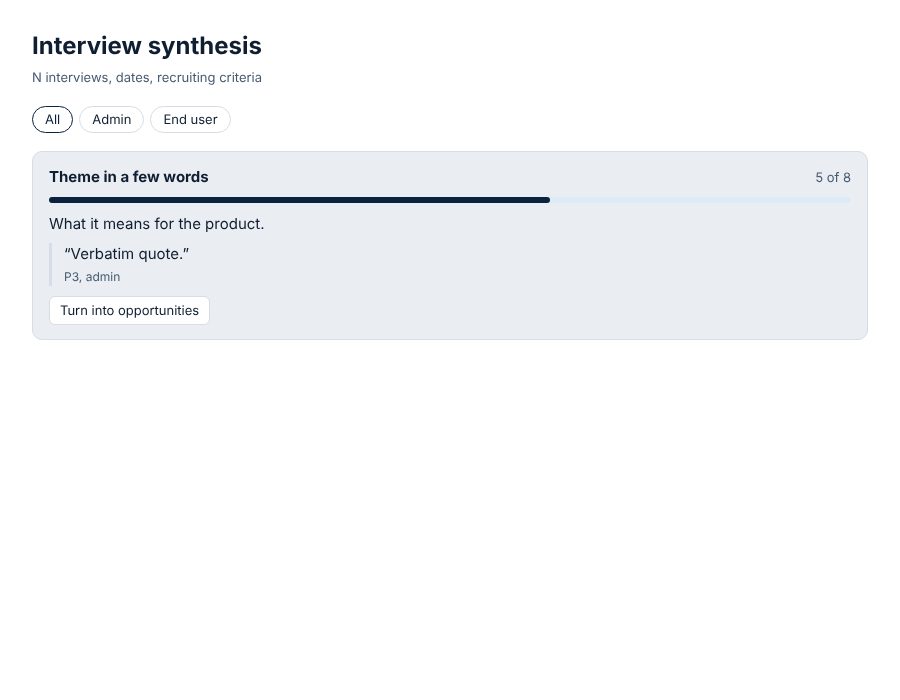 Interview synthesis
N interviews, dates, recruiting criteria
All Admin End user
Theme in a few words 5 of 8
What it means for the product.
“Verbatim quote.”
P3, admin
Turn into opportunities